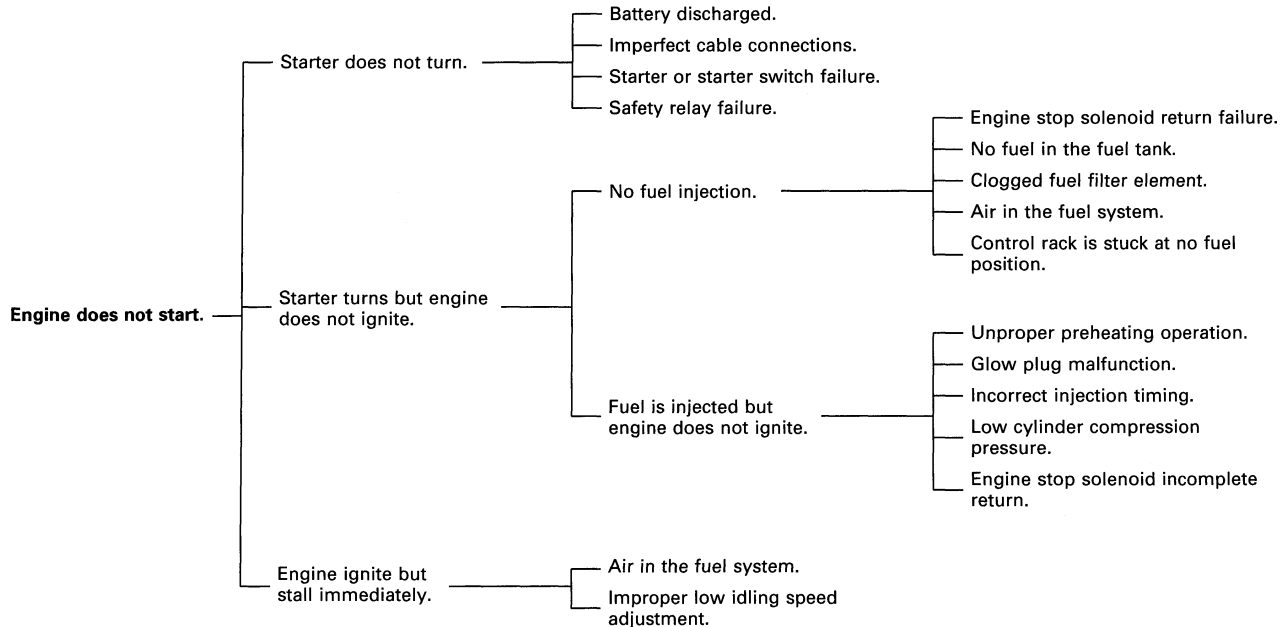 Battery discharged.
Imperfect cable connections.
Starter does not turn.
Starter or starter switch failure.
Safety relay failure.
Engine stop solenoid return failure.
No fuel in the fuel tank.
No fuel injection.
Clogged fuel filter element.
Air in the fuel system.
Control rack is stuck at no fuel
position.
Engine does not start.
Starter turns but engine
does not ignite.
Unproper preheating operation.
Glow plug malfunction.
Incorrect injection timing.
Fuel is injected but
engine does not ignite.
Low cylinder compression
pressure.
Engine stop solenoid incomplete
return.
Engine ignite but
stall immediately.
Air in the fuel system.
Improper low idling speed
adjustment.